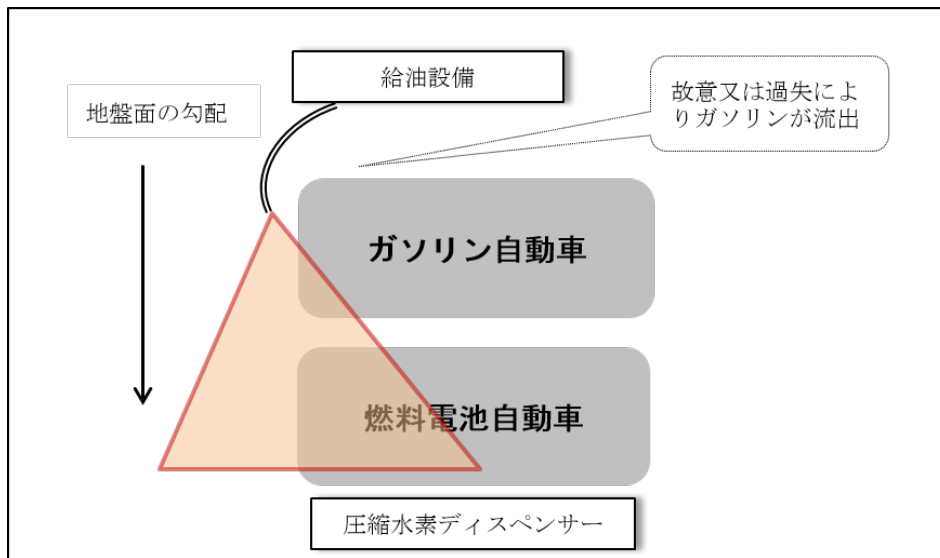 給油設備
地盤面の勾配
故意又は過失によ
りガソリンが流出
ガソリン自動車
燃料電池自動車
圧縮水素ディスペンサー